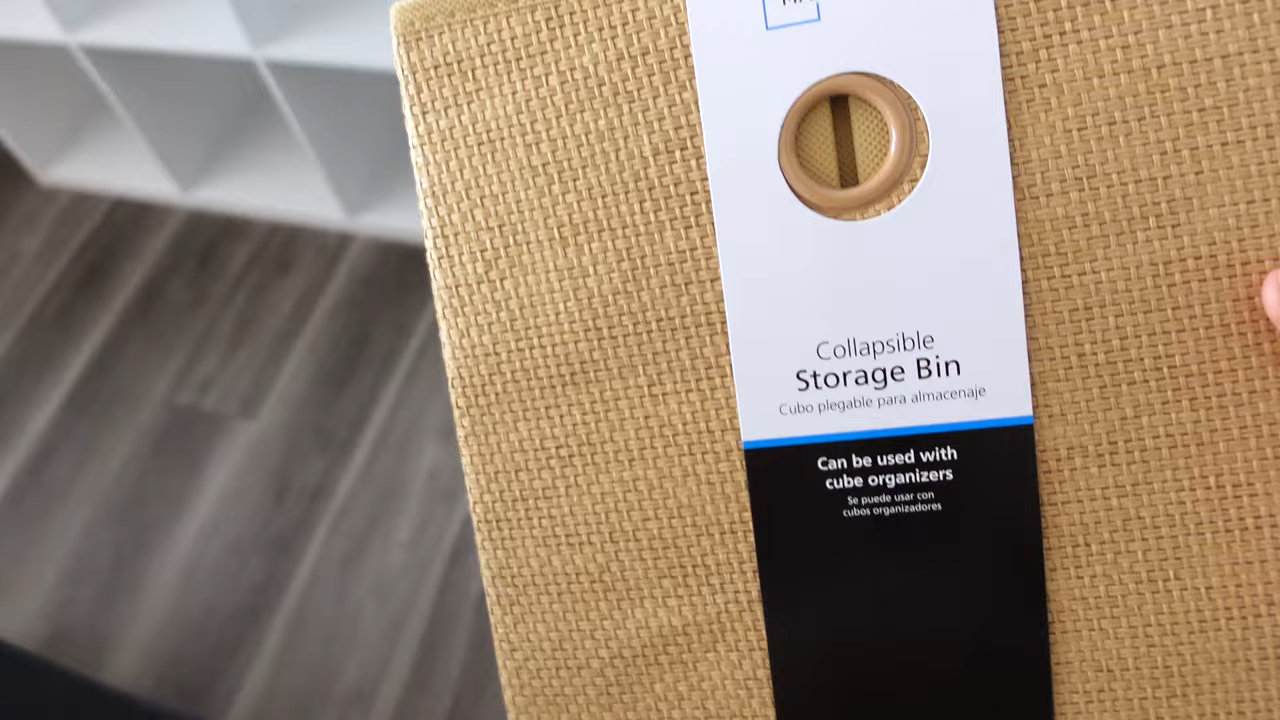 Collapsible
Storage Bin
Cubo plegable para almacenaje
Can be used with
cube organizers
Se puede usar con
cubos organizadores